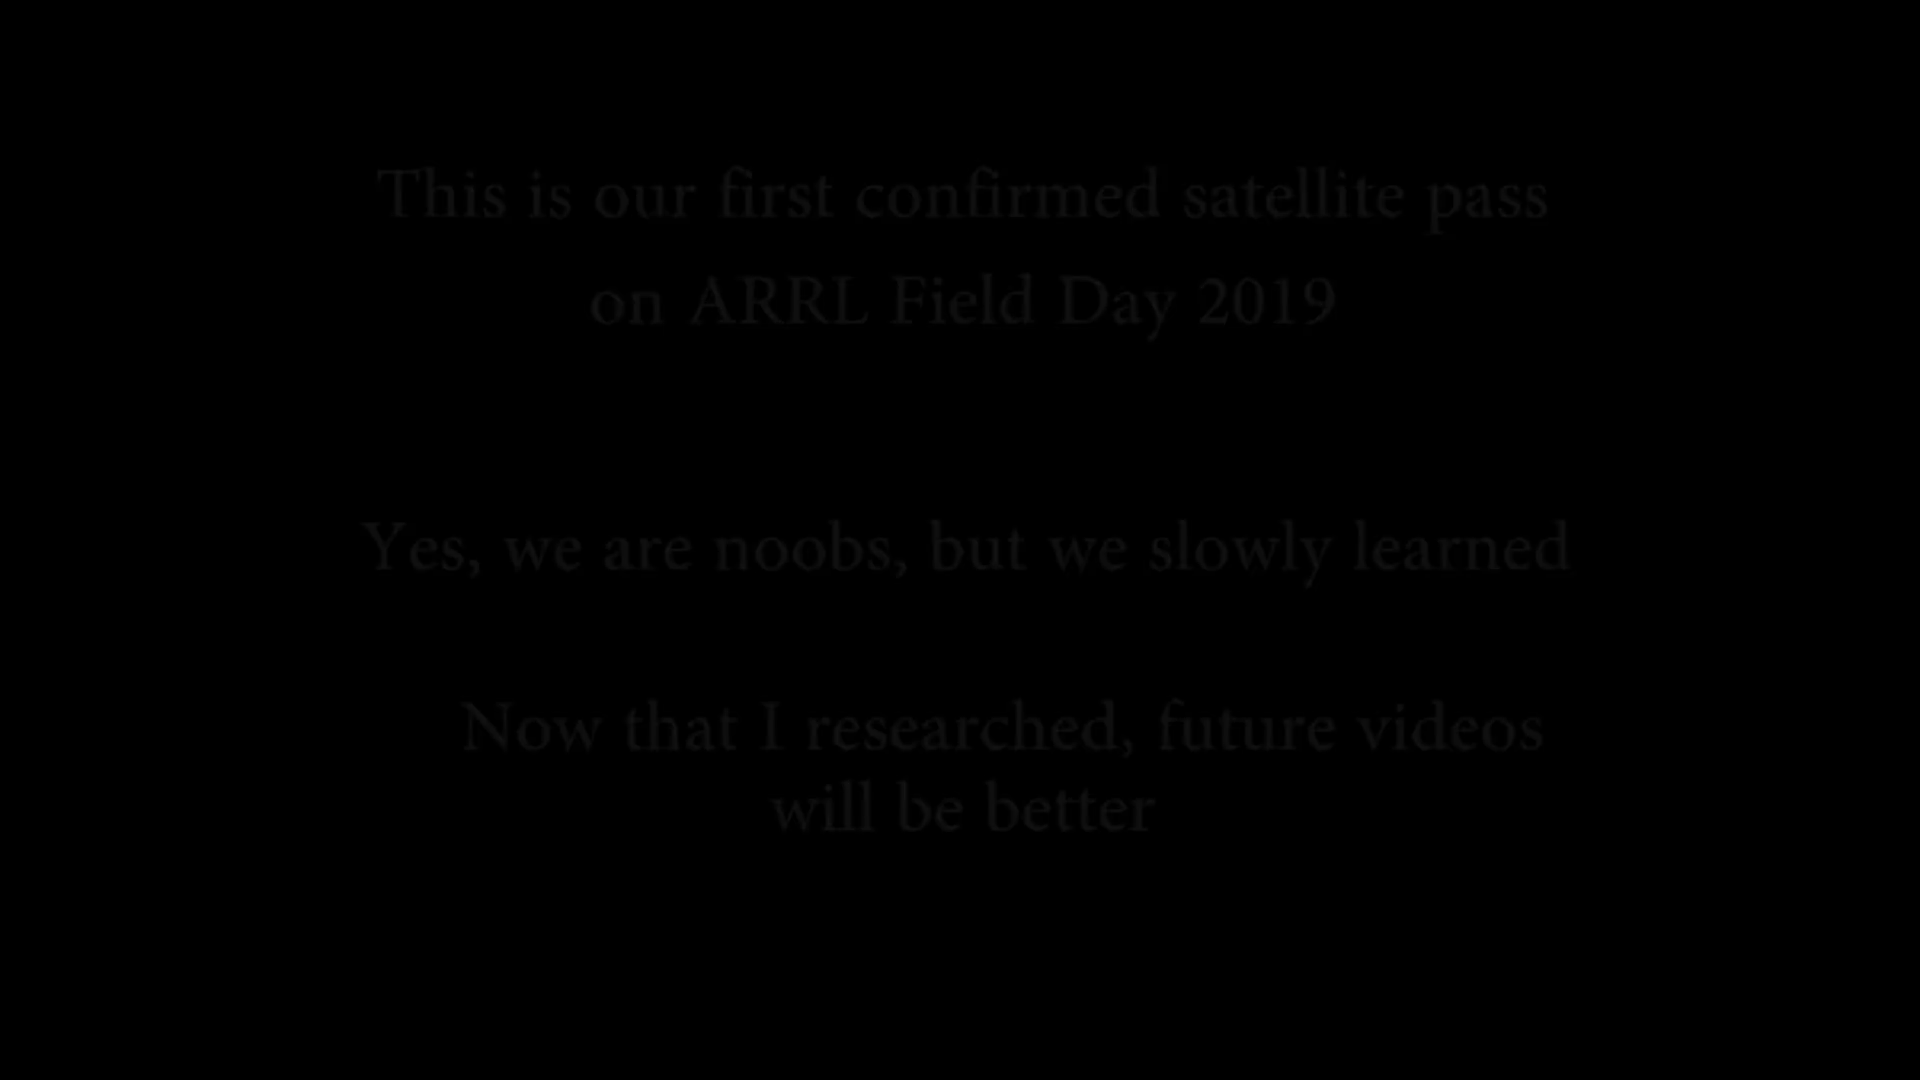 This is our first confirmed satellite pass
on ARRL Field Day 2019
Yes, we are noobs, but we slowly learned
Now that I researched, future videos
will be better